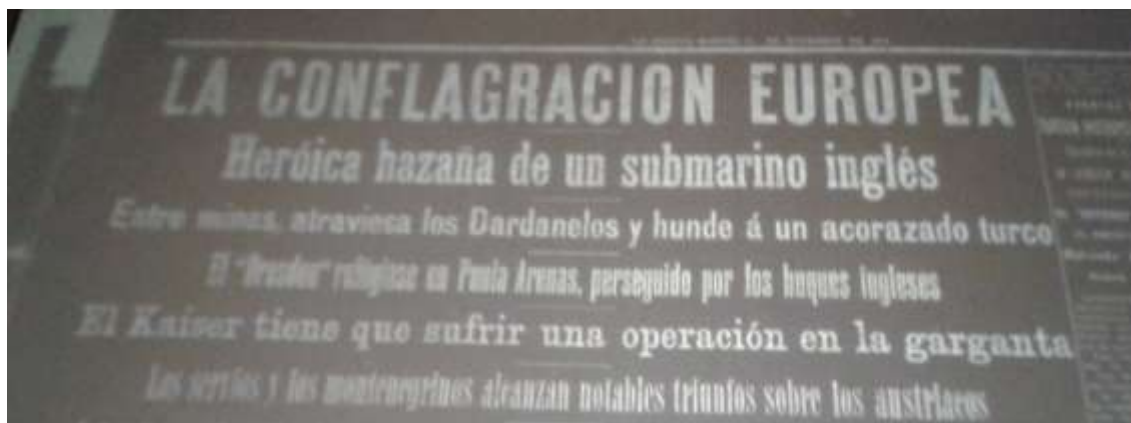 LA CONFLAGRACION EUROPEA
Heróica hazaña de un submarino inglés
Entre minas, atraviesa los Dardanelos y hunde á un acorazado turco
El "Dresden" refúgiase en Punta Arenas, perseguido por los buques ingleses
El Kaiser tiene que sufrir una operación en la garganta
Los servios y los montenegrinos alcanzan notables triunfos sobre los austriacos